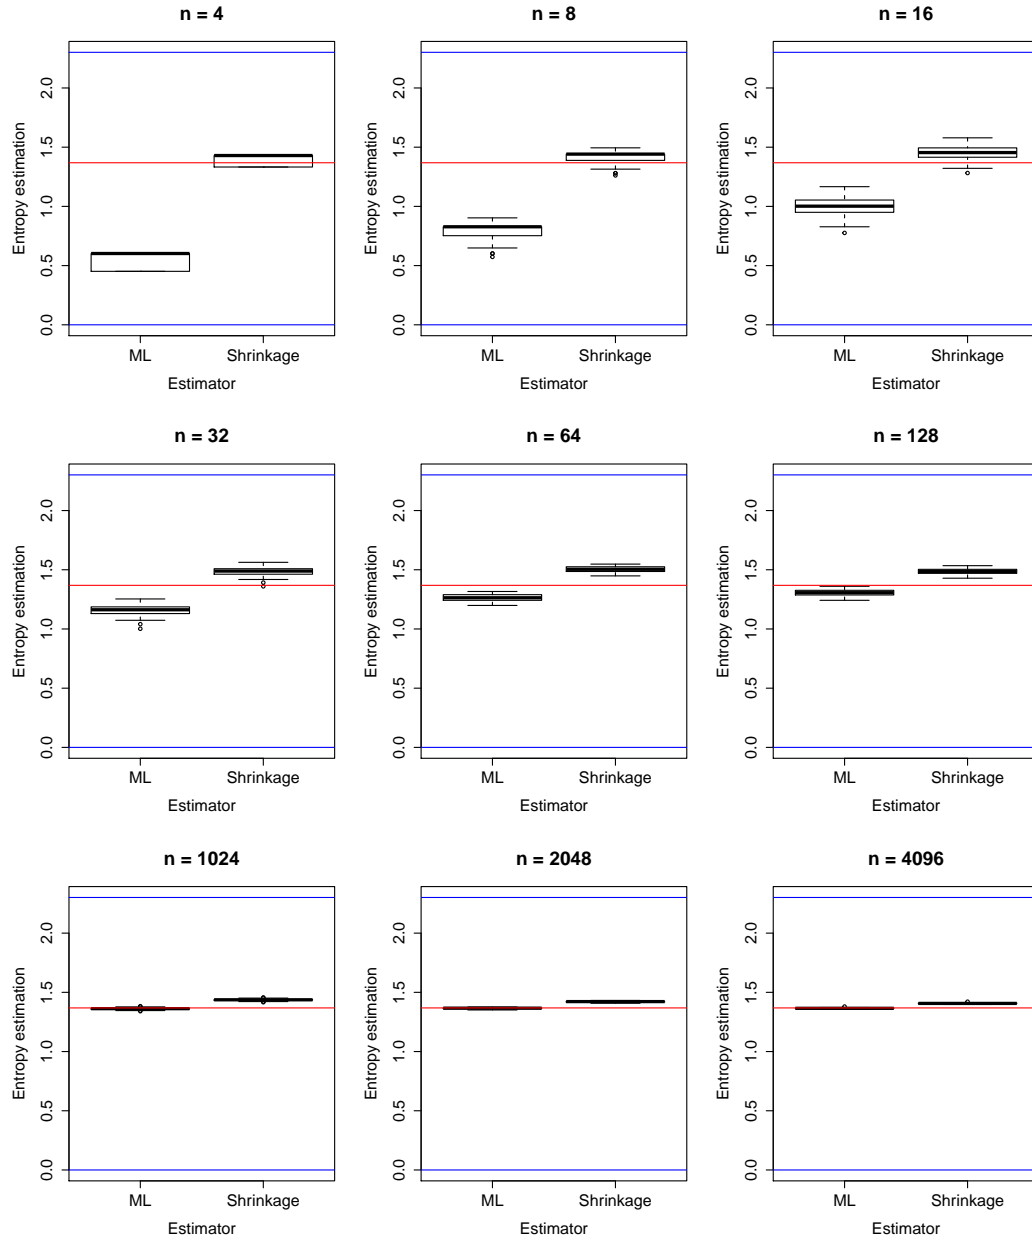 n = 4
n = 8
n = 16
Entropy estimation
0.0 0.5 1.0 1.5 2.0
ML Shrinkage
Estimator
Entropy estimation
0.0 0.5 1.0 1.5 2.0
ML Shrinkage
Estimator
Entropy estimation
0.0 0.5 1.0 1.5 2.0
ML Shrinkage
Estimator
n = 32
n = 64
n = 128
Entropy estimation
0.0 0.5 1.0 1.5 2.0
ML Shrinkage
Estimator
Entropy estimation
0.0 0.5 1.0 1.5 2.0
ML Shrinkage
Estimator
Entropy estimation
0.0 0.5 1.0 1.5 2.0
ML Shrinkage
Estimator
n = 1024
n = 2048
n = 4096
Entropy estimation
0.0 0.5 1.0 1.5 2.0
ML Shrinkage
Estimator
Entropy estimation
0.0 0.5 1.0 1.5 2.0
ML Shrinkage
Estimator
Entropy estimation
0.0 0.5 1.0 1.5 2.0
ML Shrinkage
Estimator